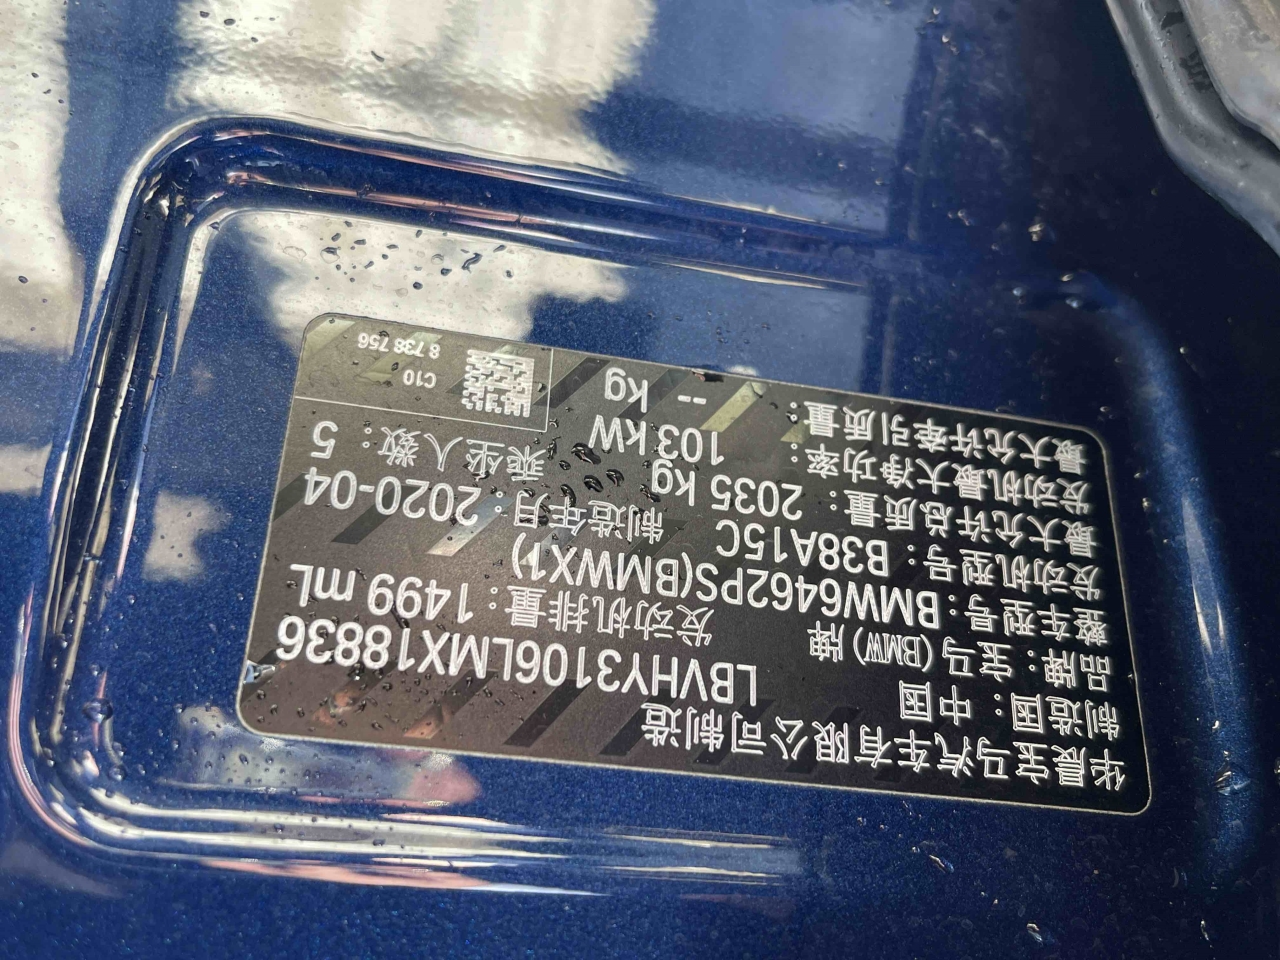 华晨宝马汽车有限公司制造
制造国：中国 LBVHY3106LMX18836
品牌：宝马(BMW)牌 发动机排量：1499 mL
整车型号：BMW6462PS(BMWX1)
发动机型号：B38A15C 制造年月：2020-04
最大允许总质量：2035 kg 乘坐人数：5
发动机最大净功率：103 kW
最大允许牵引质量：-- kg
C10
8 738 756